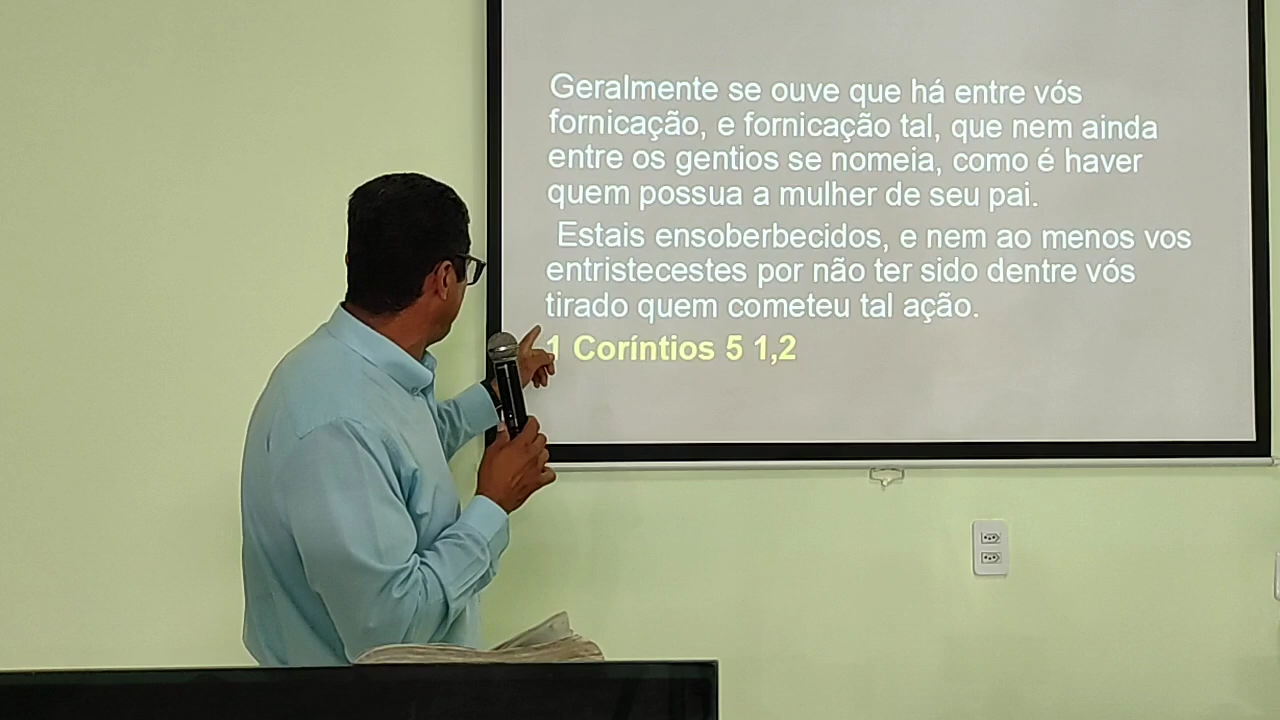 Geralmente se ouve que há entre vós
fornicação, e fornicação tal, que nem ainda
entre os gentios se nomeia, como é haver
quem possua a mulher de seu pai.
Estais ensoberbecidos, e nem ao menos vos
entristecestes por não ter sido dentre vós
tirado quem cometeu tal ação.
1 Coríntios 5 1,2